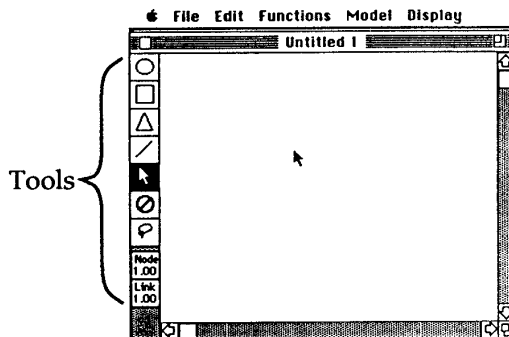 File Edit Functions Model Display
Untitled 1
Tools
Node
1.00
Link
1.00